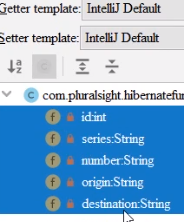 Getter template: IntelliJ Default
Setter template: IntelliJ Default
com.pluralsight.hibernatefu
id:int
series:String
number:String
origin:String
destination:String